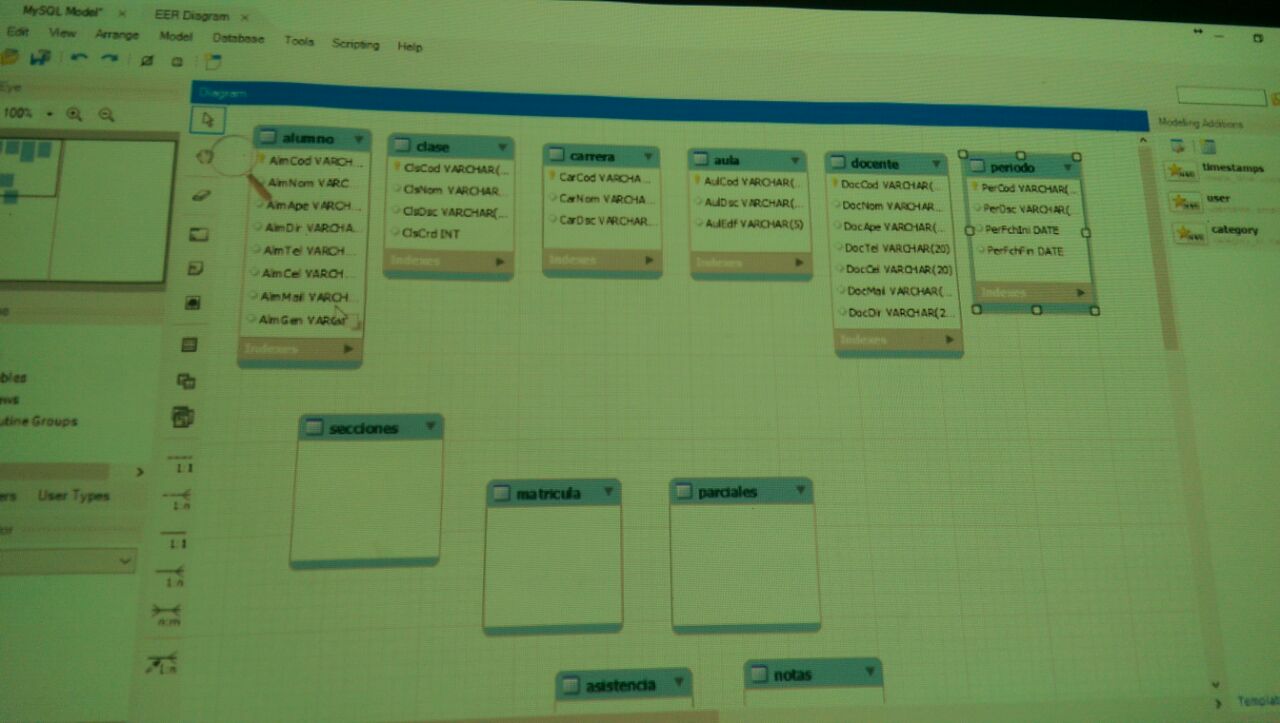 MySQL Model* ×
EER Diagram ×
Edit View Arrange Model Database Tools Scripting Help
Eye
100%
Diagram
Modeling Additions
timestamps
user
category
alumno
AlmCod VARCH...
AlmNom VARC...
AlmApe VARCH...
AlmDir VARCHA...
AlmTel VARCH...
AlmCel VARCH...
AlmMail VARCH...
AlmGen VARCH
Indexes
clase
ClsCod VARCHAR(...
ClsNom VARCHAR...
ClsDsc VARCHAR(...
ClsCrd INT
Indexes
carrera
CarCod VARCHA...
CarNom VARCHA...
CarDsc VARCHAR...
Indexes
aula
AulCod VARCHAR(...
AulDsc VARCHAR(...
AulEdf VARCHAR(5)
Indexes
docente
DocCod VARCHAR(...
DocNom VARCHAR...
DocApe VARCHAR(...
DocTel VARCHAR(20)
DocCel VARCHAR(20)
DocMail VARCHAR(...
DocDir VARCHAR(2...
Indexes
periodo
PerCod VARCHAR(...
PerDsc VARCHAR(...
PerFchIni DATE
PerFchFin DATE
Indexes
secciones
matricula
parciales
asistencia
notas
bles
ws
utine Groups
ers User Types
or
1:1
1:n
1:1
1:n
n:m
1:n
Templat